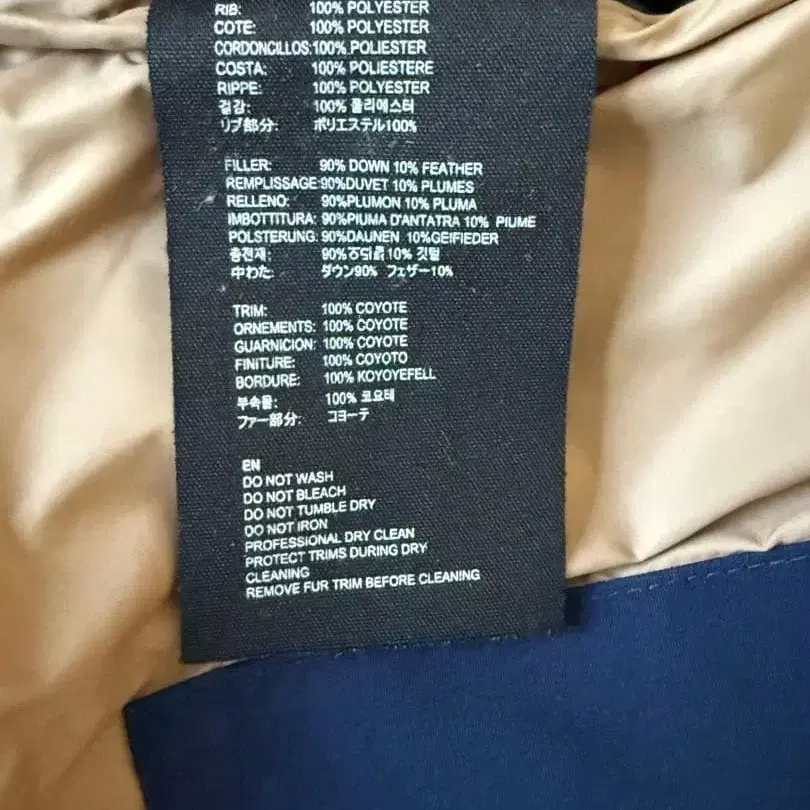 RIB: 100% POLYESTER
COTE: 100% POLYESTER
CORDONCILLOS:100% POLIESTER
COSTA: 100% POLIESTERE
RIPPE: 100% POLYESTER
겉감: 100% 폴리에스터
リブ部分: ポリエステル100%
FILLER: 90% DOWN 10% FEATHER
REMPLISSAGE:90%DUVET 10% PLUMES
RELLENO: 90%PLUMON 10% PLUMA
IMBOTTITURA: 90%PIUMA D'ANTATRA 10% PIUME
POLSTERUNG: 90%DAUNEN 10%GEIFIEDER
충전재: 90% 10% 깃털
中わた: ダウン90% フェザー10%
TRIM: 100% COYOTE
ORNEMENTS: 100% COYOTE
GUARNICION: 100% COYOTE
FINITURE: 100% COYOTO
BORDURE: 100% KOYOYEFELL
부속물: 100% 코요테
ファー部分: コヨーテ
EN
DO NOT WASH
DO NOT BLEACH
DO NOT TUMBLE DRY
DO NOT IRON
PROFESSIONAL DRY CLEAN
PROTECT TRIMS DURING DRY
CLEANING
REMOVE FUR TRIM BEFORE CLEANING